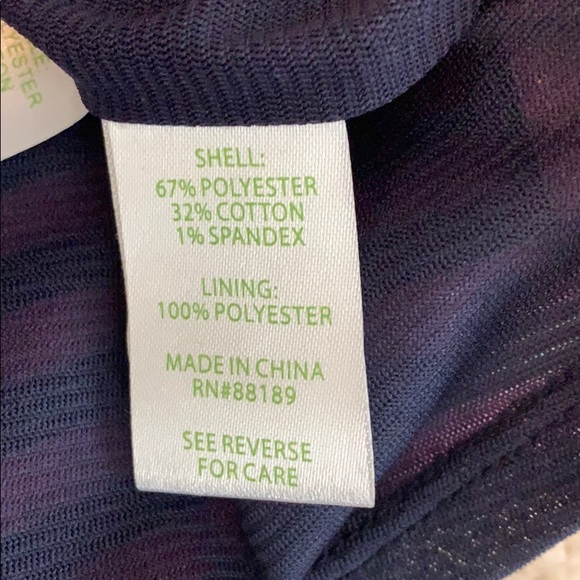 SHELL:
67% POLYESTER
32% COTTON
1% SPANDEX
LINING:
100% POLYESTER
MADE IN CHINA
RN#88189
SEE REVERSE
FOR CARE